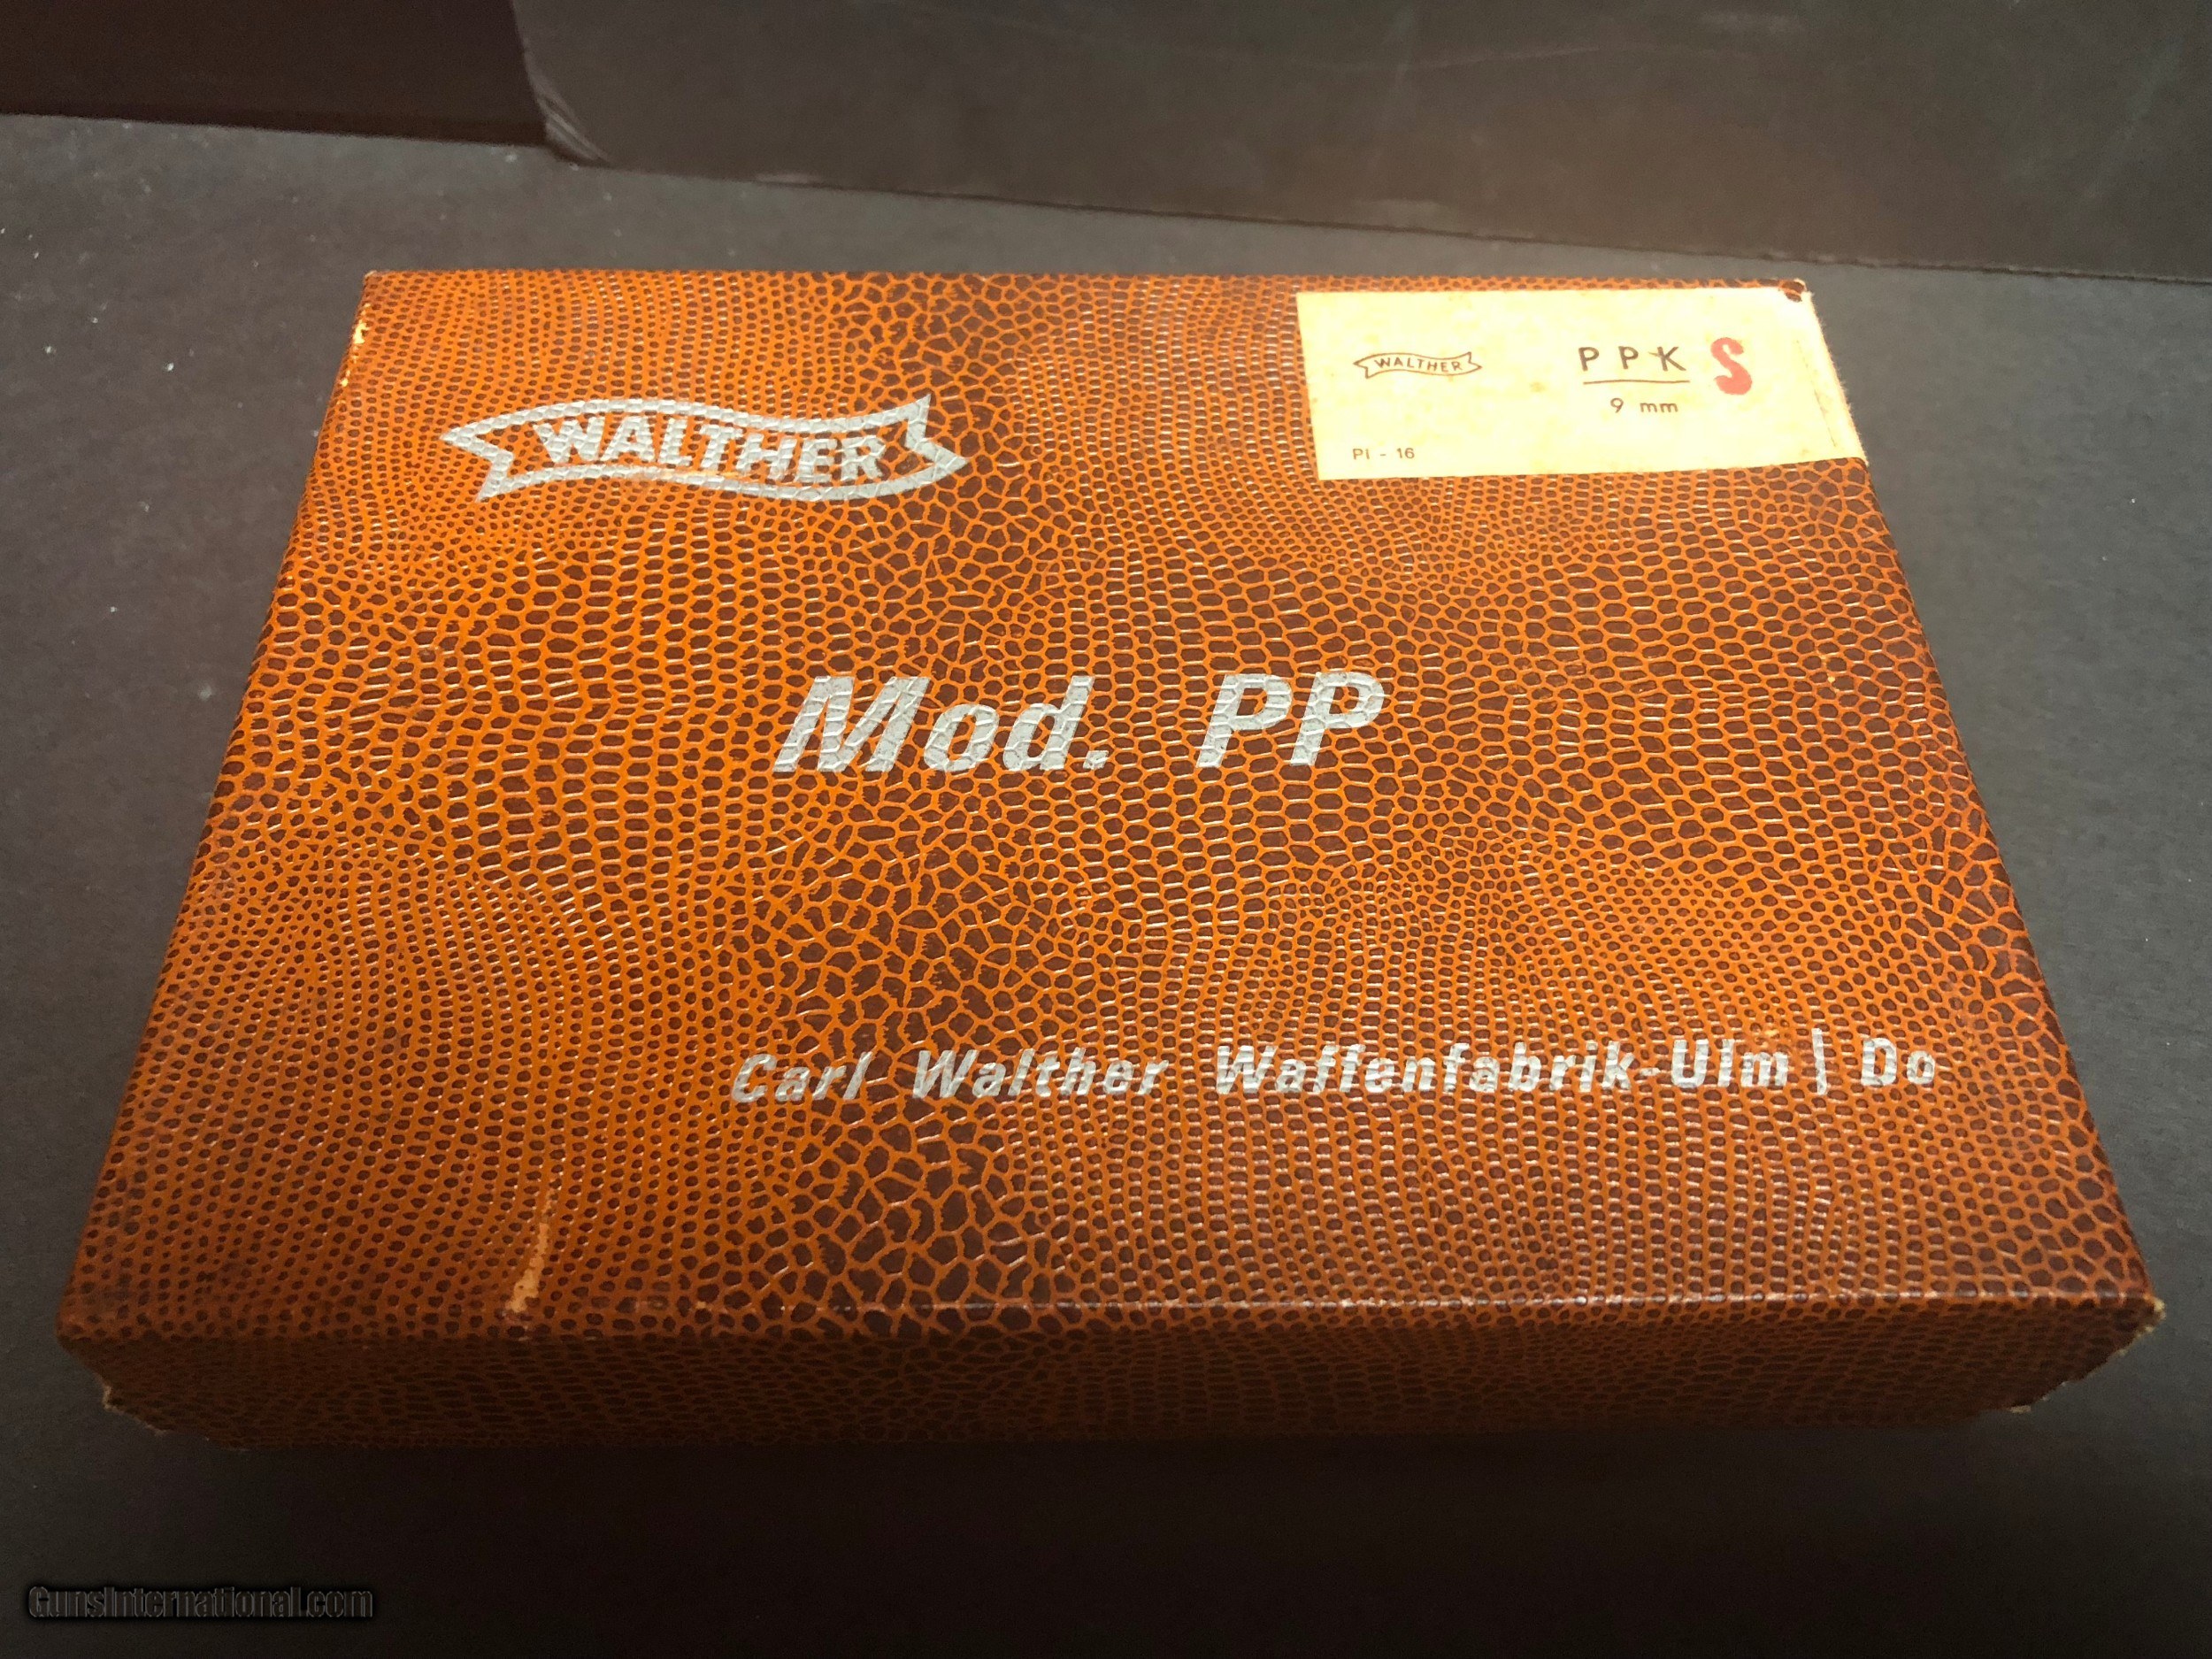 WALTHER
PPK S
9 mm
PI - 16
WALTHER
Mod. PP
Carl Walther Waffenfabrik-Ulm | Do
GunsInternational.com